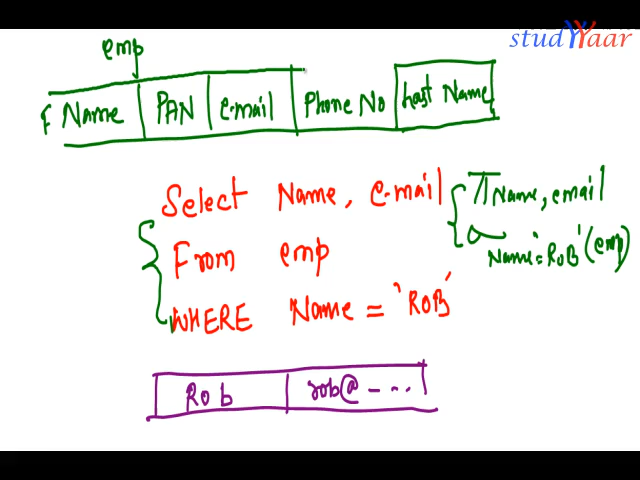 studYYaar
emp
F Name PAN e-mail Phone No Last Name
Select Name, e-mail
π Name, email
From emp
σ Name='ROB' (emp)
WHERE Name = 'ROB'
Rob rob@ - ...